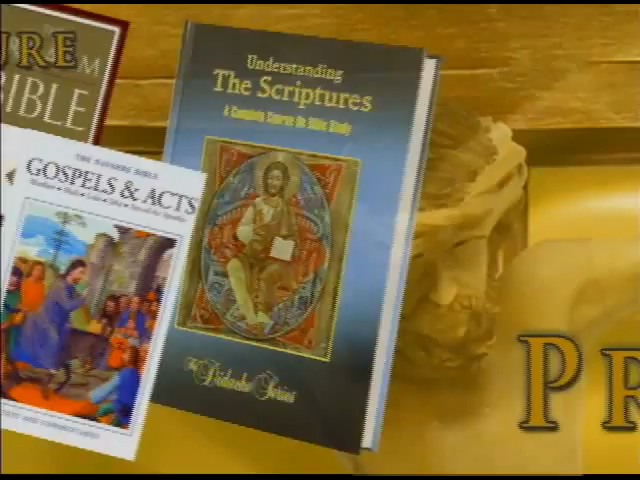 URE
M
BIBLE
Understanding
The Scriptures
A Complete Course On Bible Study
THE NAVARRE BIBLE
GOSPELS & ACTS
The Didache Series
PR